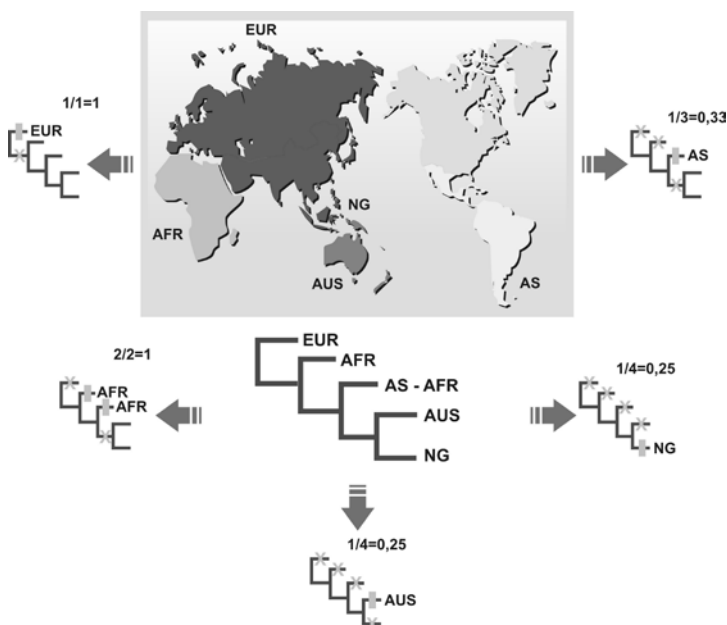 EUR
1/1=1
EUR
1/3=0,33
AS
NG
AFR
AUS
AS
2/2=1
AFR
AFR
EUR
AFR
AS - AFR
AUS
NG
1/4=0,25
NG
1/4=0,25
AUS